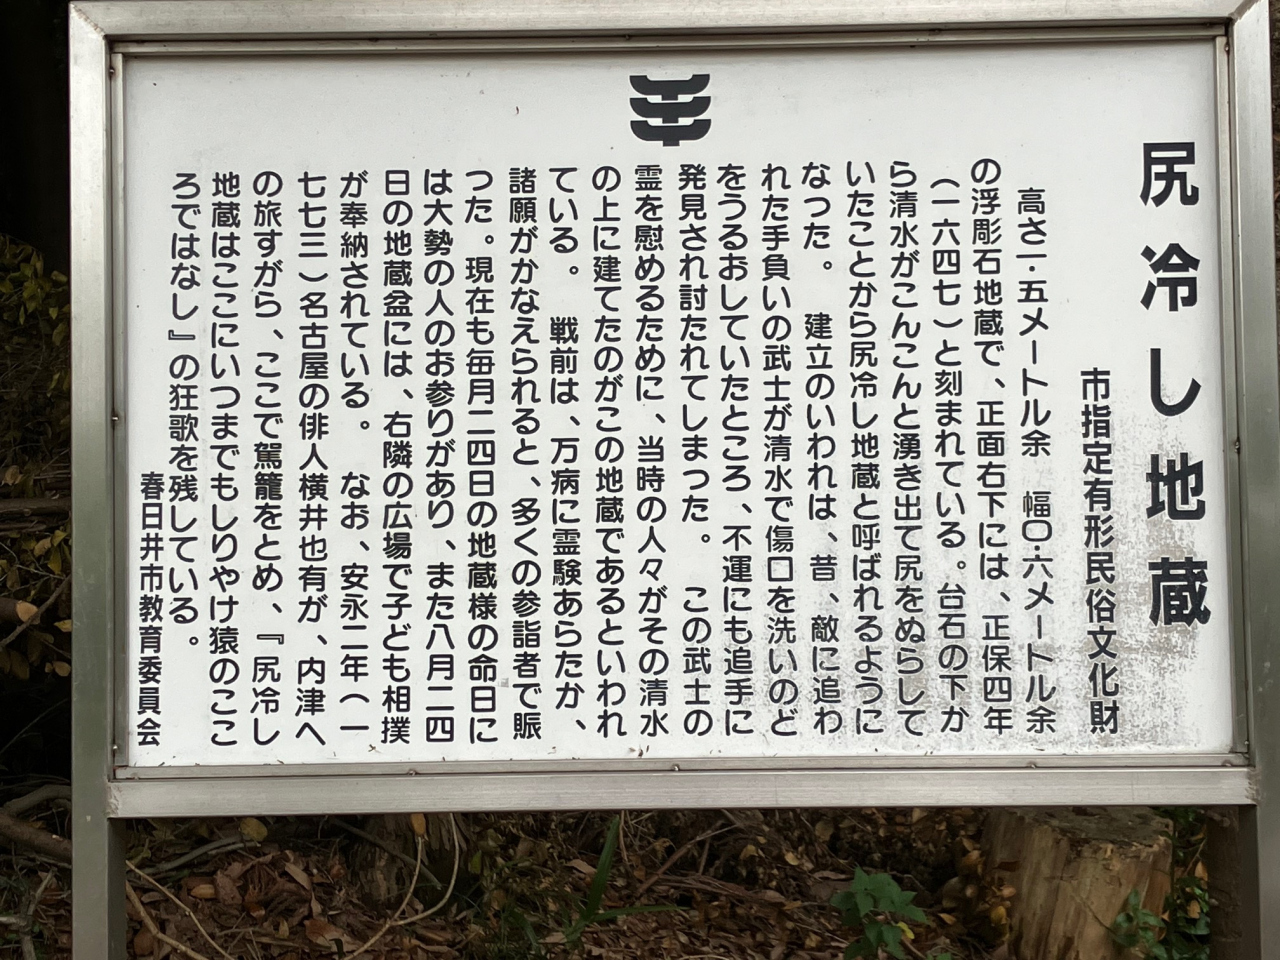 尻冷し地蔵
市指定有形民俗文化財
高さ一・五メートル余　幅〇・六メートル余
の浮彫石地蔵で、正面右下には、正保四年
（一六四七）と刻まれている。台石の下か
ら清水がこんこんと湧き出て尻をぬらして
いたことから尻冷し地蔵と呼ばれるように
なった。　建立のいわれは、昔、敵に追わ
れた手負いの武士が清水で傷口を洗いのど
をうるおしていたところ、不運にも追手に
発見され討たれてしまった。　この武士の
霊を慰めるために、当時の人々がその清水
の上に建てたのがこの地蔵であるといわれ
ている。　戦前は、万病に霊験あらたか、
諸願がかなえられると、多くの参詣者で賑
った。現在も毎月二四日の地蔵様の命日に
は大勢の人のお参りがあり、また八月二四
日の地蔵盆には、右隣の広場で子ども相撲
が奉納されている。　なお、安永二年（一
七七三）名古屋の俳人横井也有が、内津へ
の旅すがら、ここで駕籠をとめ、『尻冷し
地蔵はここにいつまでもしりやけ猿のここ
ろではなし』の狂歌を残している。
春日井市教育委員会